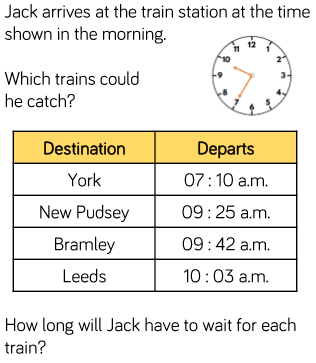 Jack arrives at the train station at the time
shown in the morning.
Which trains could
he catch?
12
1
2
3
4
5
6
7
8
9
10
11
Destination Departs
York 07 : 10 a.m.
New Pudsey 09 : 25 a.m.
Bramley 09 : 42 a.m.
Leeds 10 : 03 a.m.
How long will Jack have to wait for each
train?